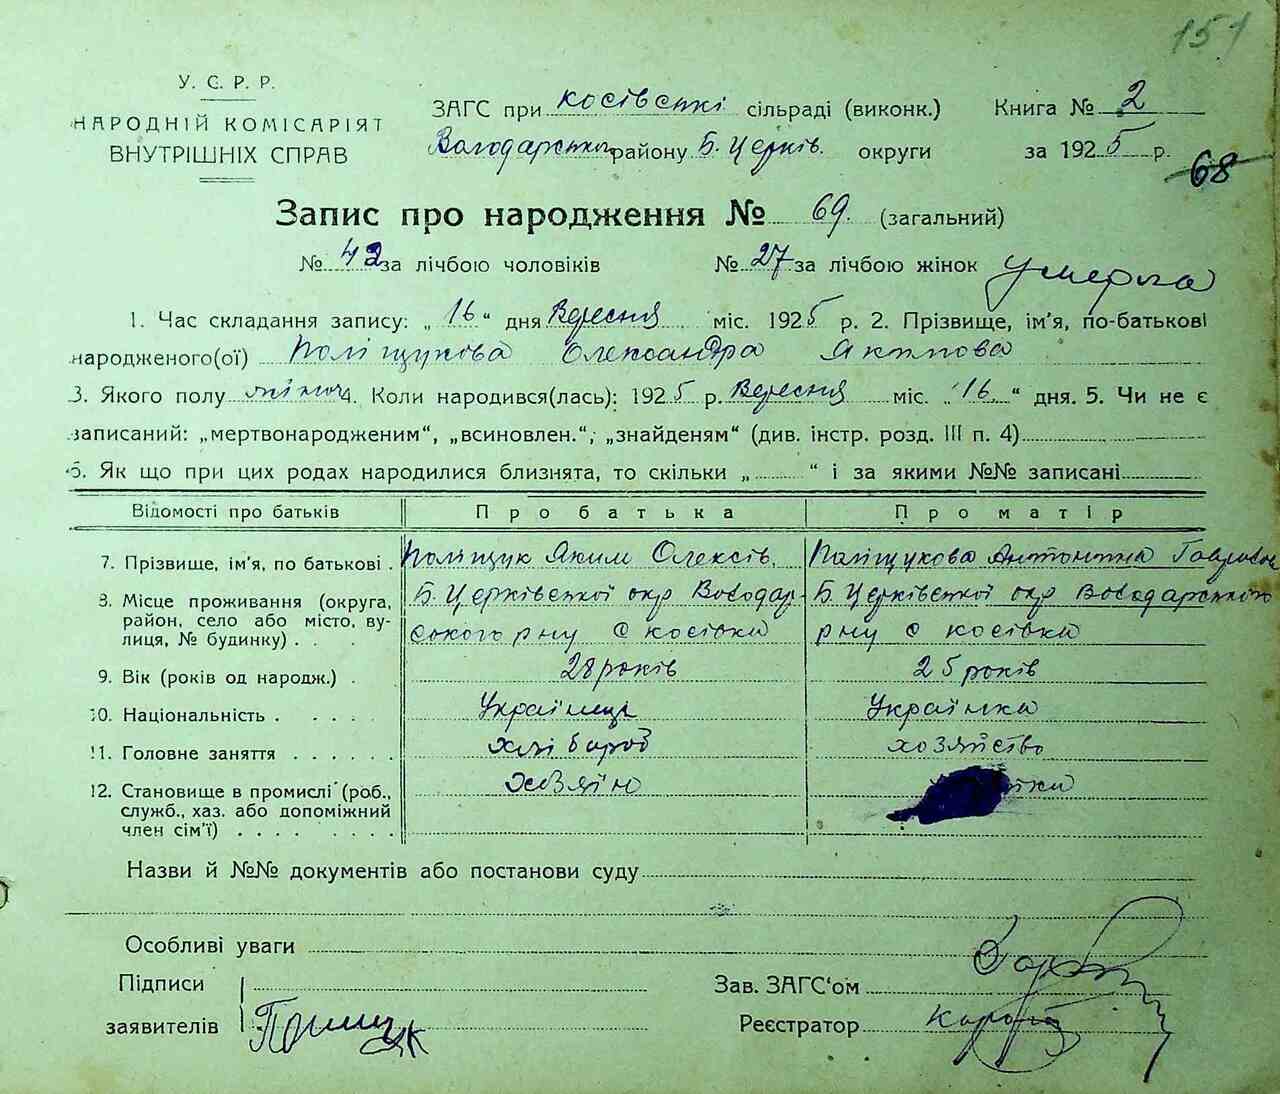 151
У. С. Р. Р.
НАРОДНІЙ КОМІСАРІЯТ
ВНУТРІШНІХ СПРАВ
ЗАГС при Косівські сільраді (виконк.) Книга № 2
Володарського району Б. Церків. округи за 1925 р.
68
Запис про народження № 69. (загальний)
№ 42 за лічбою чоловіків № 27 за лічбою жінок умерла
1. Час складання запису: „16“ дня Вересня міс. 1925 р. 2. Прізвище, ім'я, по-батькові
народженого(ої) Поліщукова Олександра Якимова
3. Якого полу жіноч 4. Коли народився(лась): 1925 р. Вересня міс. „16“ дня. 5. Чи не є
записаний: „мертвонародженим“, „всиновлен.“, „знайденям“ (див. інстр. розд. III п. 4)
6. Як що при цих родах народилися близнята, то скільки „ “ і за якими №№ записані
Відомості про батьків Про батька Про матір
7. Прізвище, ім'я, по батькові . Поліщук Яким Олексів. Поліщукова Антонина
8. Місце проживання (округа, район, село або місто, вулиця, № будинку) . . . Б. Церківської окр Володарського р ну с Косівка Б. Церківської окр Володарського р ну с Косівка
9. Вік (років од народж.) . 28 років 25 років
10. Національність . . . . . Українець Українка
11. Головне заняття . . . . . . хлібороб хозяйство
12. Становище в промислі (роб., служб., хаз. або допоміжний член сім'ї) . . . . . . . . хозяїн
Назви й №№ документів або постанови суду
Особливі уваги
Підписи
заявителів Поліщук
Зав. ЗАГС'ом
Реєстратор